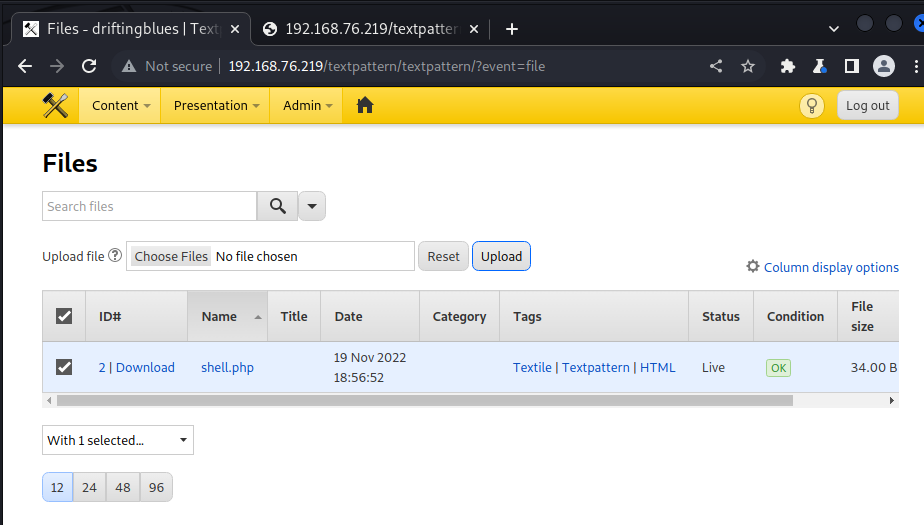 Files - driftingblues | Text
192.168.76.219/textpatter
Not secure | 192.168.76.219/textpattern/textpattern/?event=file
Content Presentation Admin Log out
Files
Search files
Upload file ? Choose Files No file chosen Reset Upload
Column display options
ID# Name Title Date Category Tags Status Condition File size
2 | Download shell.php 19 Nov 2022 18:56:52 Textile | Textpattern | HTML Live OK 34.00 B
With 1 selected...
12 24 48 96